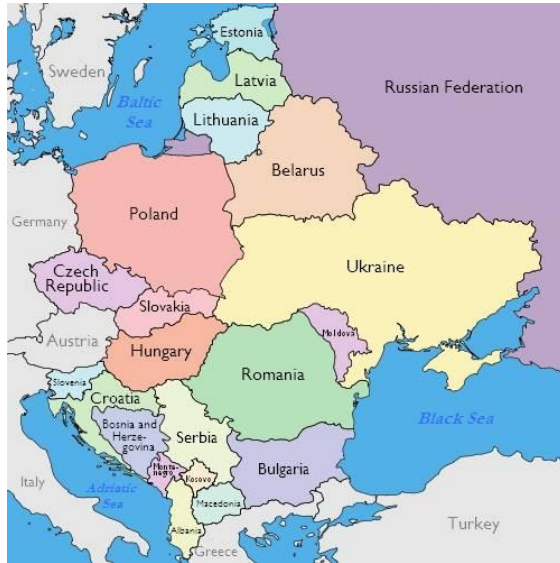 Estonia
Sweden
Latvia
Russian Federation
Baltic
Sea
Lithuania
Belarus
Poland
Germany
Czech
Republic
Ukraine
Slovakia
Moldova
Austria
Hungary
Romania
Slovenia
Croatia
Bosnia and
Herze-
govina
Serbia
Black Sea
Monte-
negro
Kosovo
Bulgaria
Italy
Adriatic
Sea
Macedonia
Albania
Turkey
Greece